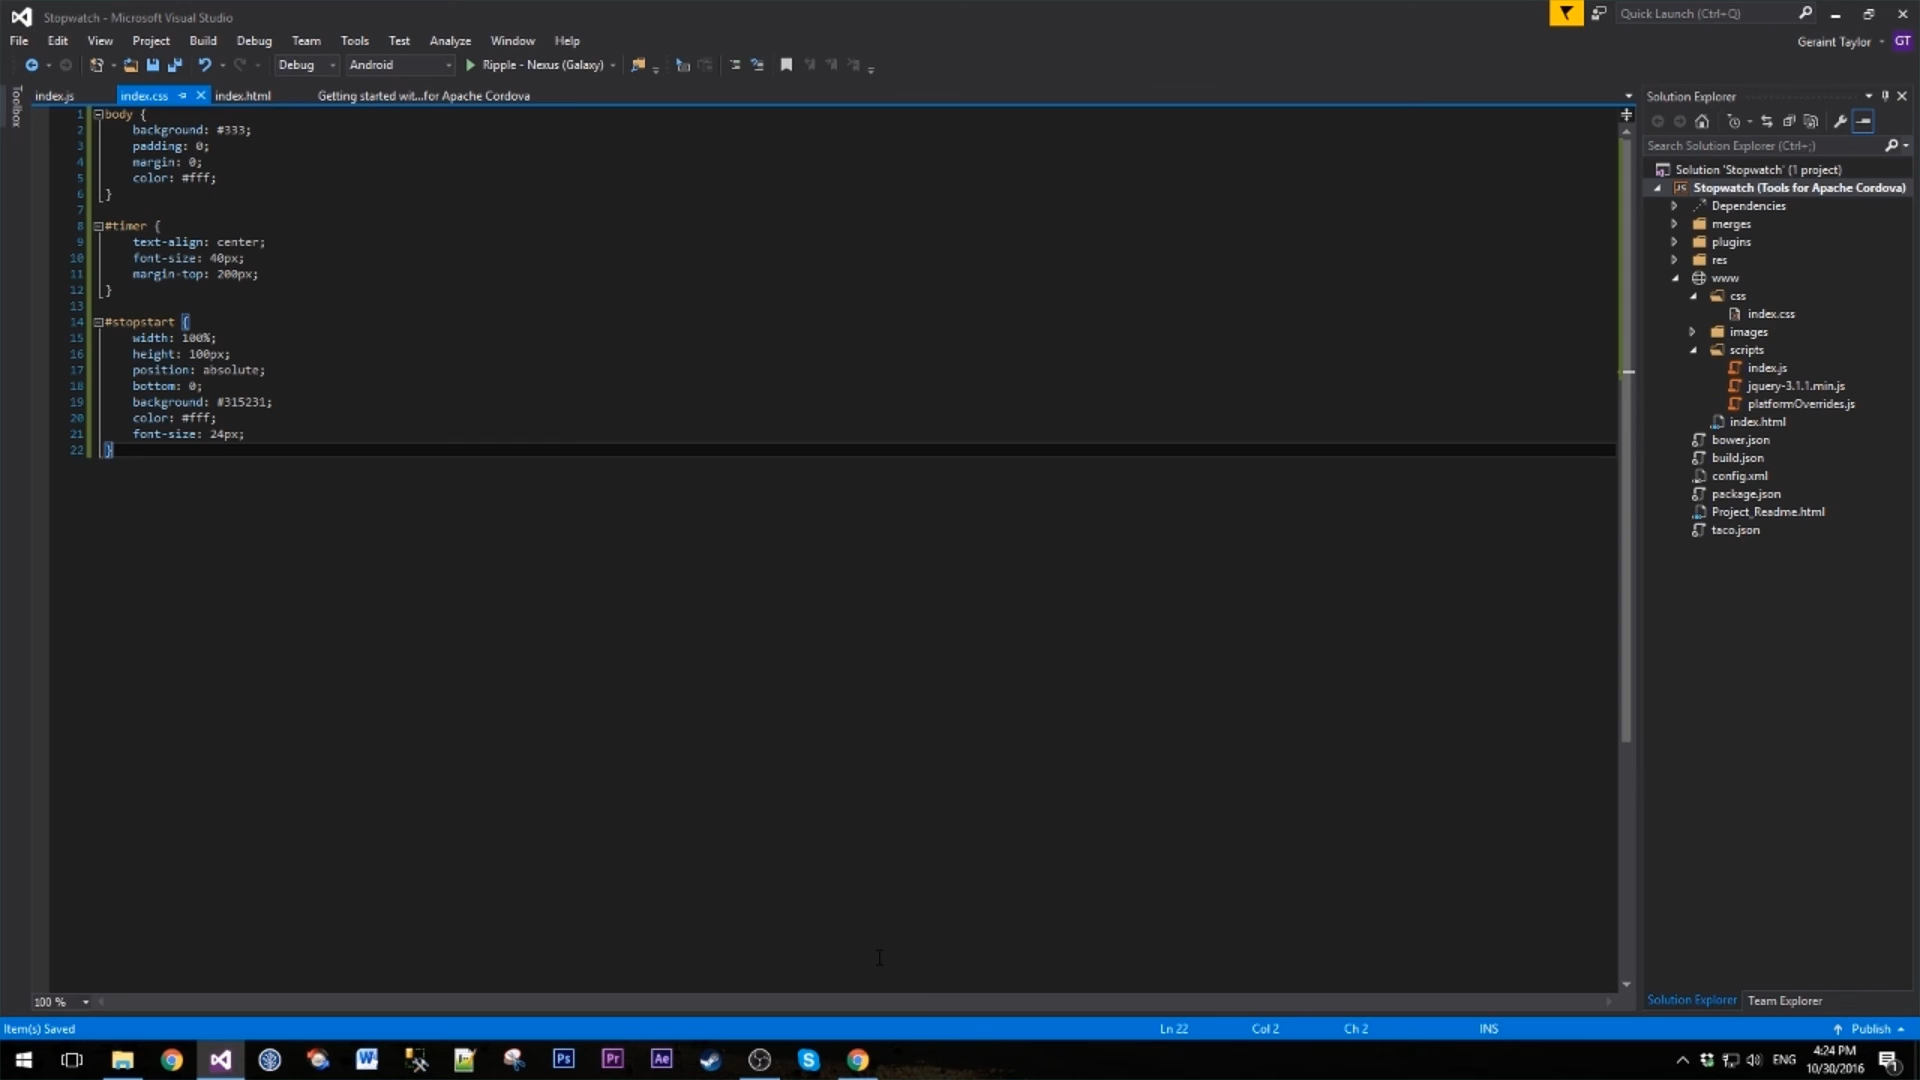 Stopwatch - Microsoft Visual Studio
Quick Launch (Ctrl+Q)
File Edit View Project Build Debug Team Tools Test Analyze Window Help
Geraint Taylor GT
Debug Android Ripple - Nexus (Galaxy)
Toolbox
index.js index.css index.html Getting started wit...for Apache Cordova
1 body {
2 background: #333;
3 padding: 0;
4 margin: 0;
5 color: #fff;
6 }
7
8 #timer {
9 text-align: center;
10 font-size: 40px;
11 margin-top: 200px;
12 }
13
14 #stopstart {
15 width: 100%;
16 height: 100px;
17 position: absolute;
18 bottom: 0;
19 background: #315231;
20 color: #fff;
21 font-size: 24px;
22 }
Solution Explorer
Search Solution Explorer (Ctrl+;)
Solution 'Stopwatch' (1 project)
JS Stopwatch (Tools for Apache Cordova)
Dependencies
merges
plugins
res
www
css
index.css
images
scripts
index.js
jquery-3.1.1.min.js
platformOverrides.js
index.html
bower.json
build.json
config.xml
package.json
Project_Readme.html
taco.json
100 %
Solution Explorer Team Explorer
Item(s) Saved Ln 22 Col 2 Ch 2 INS Publish
Ps Pr Ae
ENG
4:24 PM
10/30/2016
1